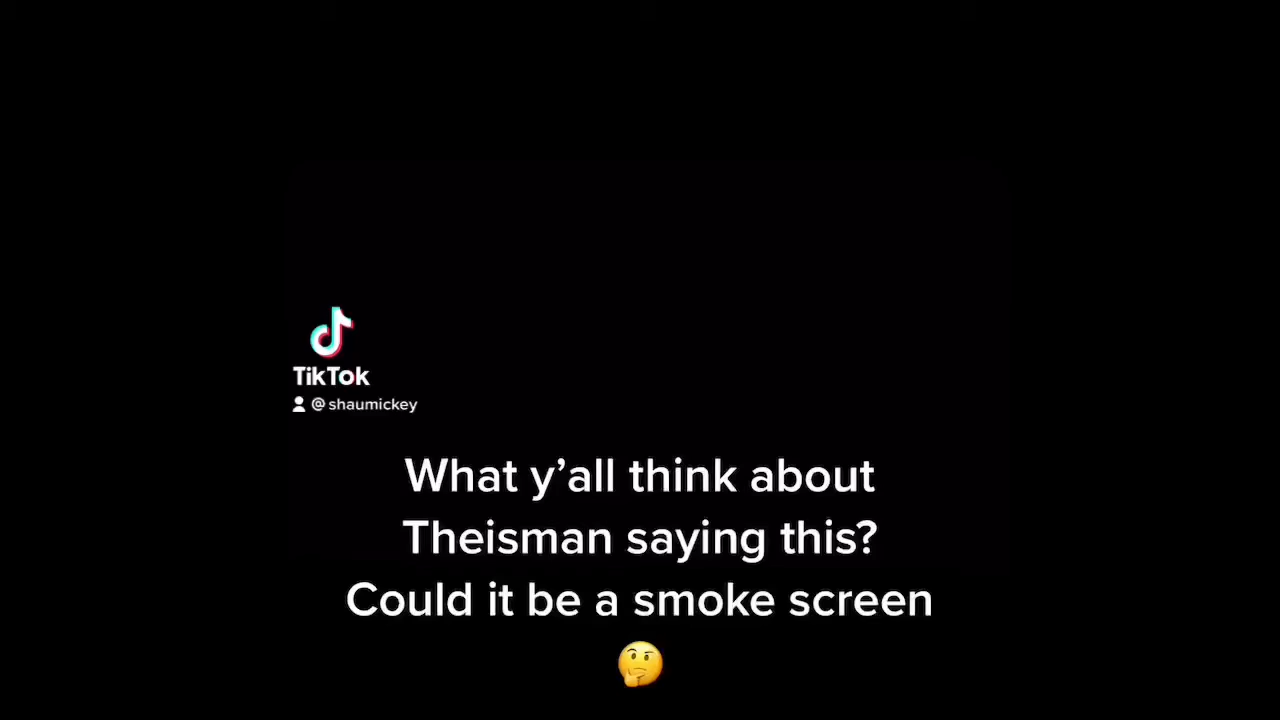 TikTok
@shaumickey
What y’all think about
Theisman saying this?
Could it be a smoke screen
🤔